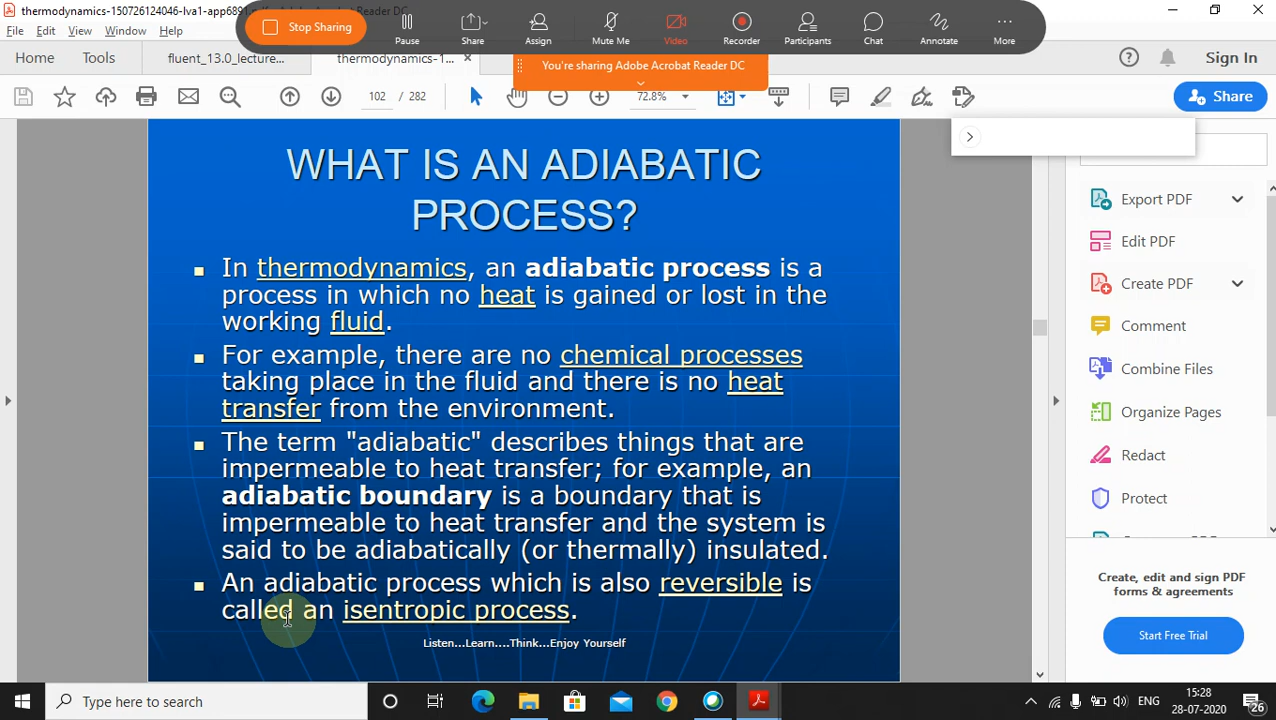 thermodynamics-150726124046-lva1-app6891
Stop Sharing
Pause
Share
Assign
Mute Me
Video
Recorder
Participants
Chat
Annotate
More
File Edit View Window Help
You're sharing Adobe Acrobat Reader DC
Home Tools fluent_13.0_lecture... thermodynamics-1...
Sign In
102 / 282
72.8%
Share
WHAT IS AN ADIABATIC
PROCESS?
In thermodynamics, an adiabatic process is a
process in which no heat is gained or lost in the
working fluid.
For example, there are no chemical processes
taking place in the fluid and there is no heat
transfer from the environment.
The term "adiabatic" describes things that are
impermeable to heat transfer; for example, an
adiabatic boundary is a boundary that is
impermeable to heat transfer and the system is
said to be adiabatically (or thermally) insulated.
An adiabatic process which is also reversible is
called an isentropic process.
Listen...Learn....Think...Enjoy Yourself
Export PDF
Edit PDF
Create PDF
Comment
Combine Files
Organize Pages
Redact
Protect
Create, edit and sign PDF
forms & agreements
Start Free Trial
Type here to search
ENG
15:28
28-07-2020
26